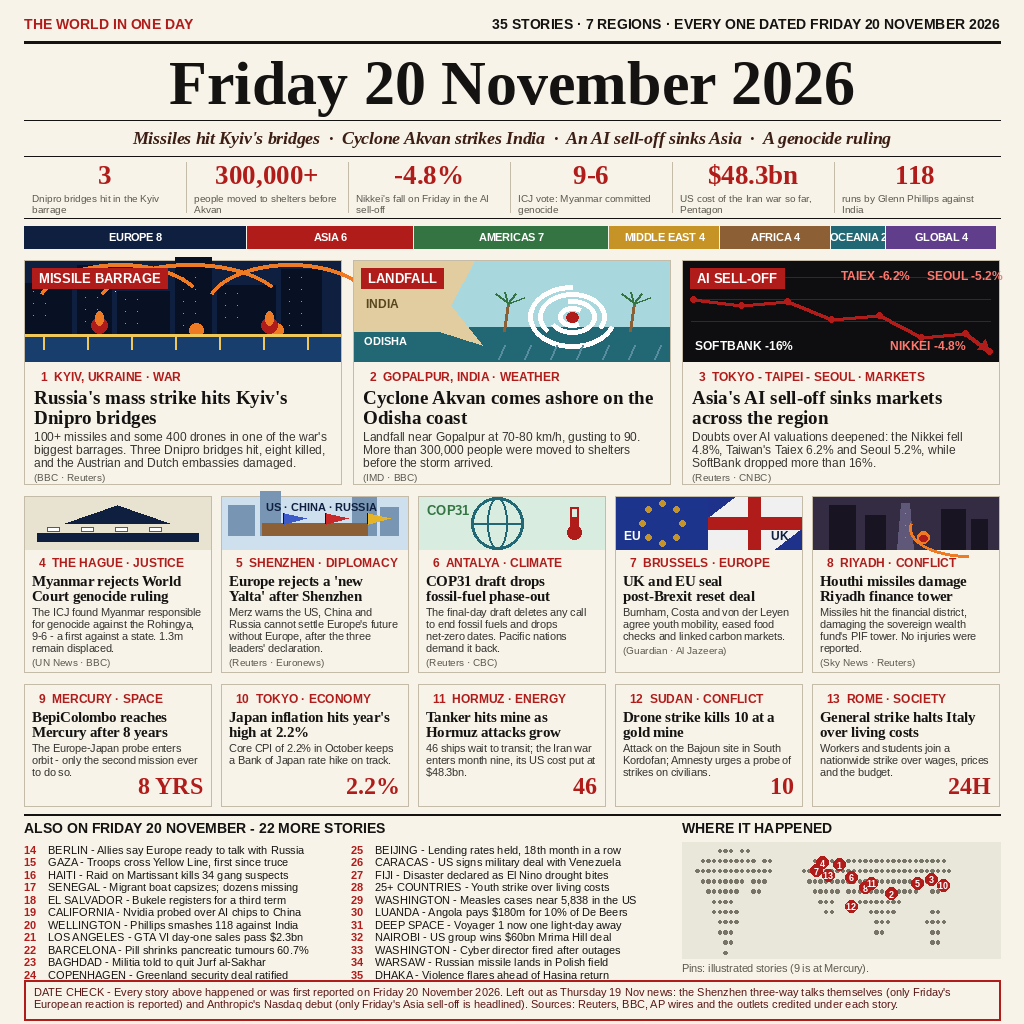 THE WORLD IN ONE DAY
35 STORIES · 7 REGIONS · EVERY ONE DATED FRIDAY 20 NOVEMBER 2026
Friday 20 November 2026
Missiles hit Kyiv's bridges · Cyclone Akvan strikes India · An AI sell-off sinks Asia · A genocide ruling
3
Dnipro bridges hit in the Kyiv
barrage
300,000+
people moved to shelters before
Akvan
-4.8%
Nikkei's fall on Friday in the AI
sell-off
9-6
ICJ vote: Myanmar committed
genocide
$48.3bn
US cost of the Iran war so far,
Pentagon
118
runs by Glenn Phillips against
India
EUROPE 8
ASIA 6
AMERICAS 7
MIDDLE EAST 4
AFRICA 4
OCEANIA 2
GLOBAL 4
MISSILE BARRAGE
1 KYIV, UKRAINE · WAR
Russia's mass strike hits Kyiv's
Dnipro bridges
100+ missiles and some 400 drones in one of the war's
biggest barrages. Three Dnipro bridges hit, eight killed,
and the Austrian and Dutch embassies damaged.
(BBC · Reuters)
LANDFALL
INDIA
ODISHA
2 GOPALPUR, INDIA · WEATHER
Cyclone Akvan comes ashore on the
Odisha coast
Landfall near Gopalpur at 70-80 km/h, gusting to 90.
More than 300,000 people were moved to shelters
before the storm arrived.
(IMD · BBC)
AI SELL-OFF
TAIEX -6.2%
SEOUL -5.2%
SOFTBANK -16%
NIKKEI -4.8%
3 TOKYO - TAIPEI - SEOUL · MARKETS
Asia's AI sell-off sinks markets
across the region
Doubts over AI valuations deepened: the Nikkei fell
4.8%, Taiwan's Taiex 6.2% and Seoul 5.2%, while
SoftBank dropped more than 16%.
(Reuters · CNBC)
4 THE HAGUE · JUSTICE
Myanmar rejects World
Court genocide ruling
The ICJ found Myanmar responsible
for genocide against the Rohingya,
9-6 - a first against a state. 1.3m
remain displaced.
(UN News · BBC)
US · CHINA · RUSSIA
5 SHENZHEN · DIPLOMACY
Europe rejects a 'new
Yalta' after Shenzhen
Merz warns the US, China and
Russia cannot settle Europe's future
without Europe, after the three
leaders' declaration.
(Reuters · Euronews)
COP31
6 ANTALYA · CLIMATE
COP31 draft drops
fossil-fuel phase-out
The final-day draft deletes any call
to end fossil fuels and drops
net-zero dates. Pacific nations
demand it back.
(Reuters · CBC)
EU
UK
7 BRUSSELS · EUROPE
UK and EU seal
post-Brexit reset deal
Burnham, Costa and von der Leyen
agree youth mobility, eased food
checks and linked carbon markets.
(Guardian · Al Jazeera)
8 RIYADH · CONFLICT
Houthi missiles damage
Riyadh finance tower
Missiles hit the financial district,
damaging the sovereign wealth
fund's PIF tower. No injuries were
reported.
(Sky News · Reuters)
9 MERCURY · SPACE
BepiColombo reaches
Mercury after 8 years
The Europe-Japan probe enters
orbit - only the second mission ever
to do so.
8 YRS
10 TOKYO · ECONOMY
Japan inflation hits year's
high at 2.2%
Core CPI of 2.2% in October keeps
a Bank of Japan rate hike on track.
2.2%
11 HORMUZ · ENERGY
Tanker hits mine as
Hormuz attacks grow
46 ships wait to transit; the Iran war
enters month nine, its US cost put at
$48.3bn.
46
12 SUDAN · CONFLICT
Drone strike kills 10 at a
gold mine
Attack on the Bajoun site in South
Kordofan; Amnesty urges a probe of
strikes on civilians.
10
13 ROME · SOCIETY
General strike halts Italy
over living costs
Workers and students join a
nationwide strike over wages, prices
and the budget.
24H
ALSO ON FRIDAY 20 NOVEMBER - 22 MORE STORIES
14 BERLIN - Allies say Europe ready to talk with Russia
15 GAZA - Troops cross Yellow Line, first since truce
16 HAITI - Raid on Martissant kills 34 gang suspects
17 SENEGAL - Migrant boat capsizes; dozens missing
18 EL SALVADOR - Bukele registers for a third term
19 CALIFORNIA - Nvidia probed over AI chips to China
20 WELLINGTON - Phillips smashes 118 against India
21 LOS ANGELES - GTA VI day-one sales pass $2.3bn
22 BARCELONA - Pill shrinks pancreatic tumours 60.7%
23 BAGHDAD - Militia told to quit Jurf al-Sakhar
24 COPENHAGEN - Greenland security deal ratified
25 BEIJING - Lending rates held, 18th month in a row
26 CARACAS - US signs military deal with Venezuela
27 FIJI - Disaster declared as El Nino drought bites
28 25+ COUNTRIES - Youth strike over living costs
29 WASHINGTON - Measles cases near 5,838 in the US
30 LUANDA - Angola pays $180m for 10% of De Beers
31 DEEP SPACE - Voyager 1 now one light-day away
32 NAIROBI - US group wins $60bn Mrima Hill deal
33 WASHINGTON - Cyber director fired after outages
34 WARSAW - Russian missile lands in Polish field
35 DHAKA - Violence flares ahead of Hasina return
WHERE IT HAPPENED
4
1
7
13
6
8
11
2
5
3
10
12
Pins: illustrated stories (9 is at Mercury).
DATE CHECK - Every story above happened or was first reported on Friday 20 November 2026. Left out as Thursday 19 Nov news: the Shenzhen three-way talks themselves (only Friday's
European reaction is reported) and Anthropic's Nasdaq debut (only Friday's Asia sell-off is headlined). Sources: Reuters, BBC, AP wires and the outlets credited under each story.